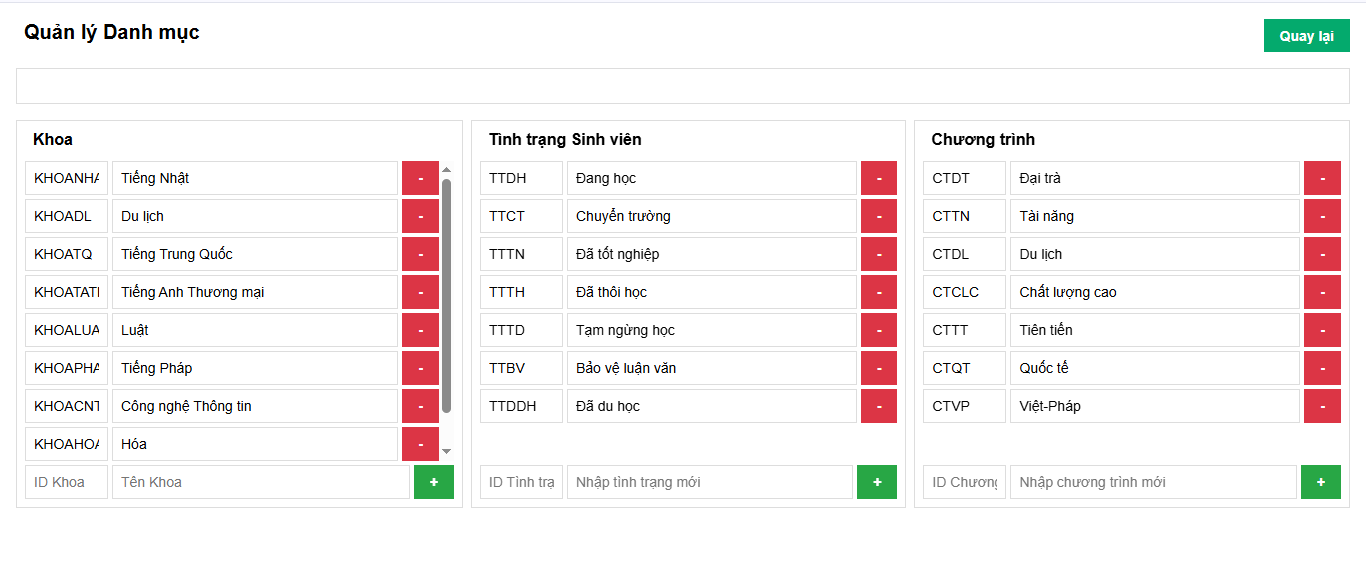 Quản lý Danh mục
Quay lại
Khoa
KHOANHA Tiếng Nhật -
KHOADL Du lịch -
KHOATQ Tiếng Trung Quốc -
KHOATAT Tiếng Anh Thương mại -
KHOALUA Luật -
KHOAPHA Tiếng Pháp -
KHOACNT Công nghệ Thông tin -
KHOAHOA Hóa -
ID Khoa Tên Khoa +
Tình trạng Sinh viên
TTDH Đang học -
TTCT Chuyển trường -
TTTN Đã tốt nghiệp -
TTTH Đã thôi học -
TTTD Tạm ngừng học -
TTBV Bảo vệ luận văn -
TTDDH Đã du học -
ID Tình trạ Nhập tình trạng mới +
Chương trình
CTDT Đại trà -
CTTN Tài năng -
CTDL Du lịch -
CTCLC Chất lượng cao -
CTTT Tiên tiến -
CTQT Quốc tế -
CTVP Việt-Pháp -
ID Chương Nhập chương trình mới +